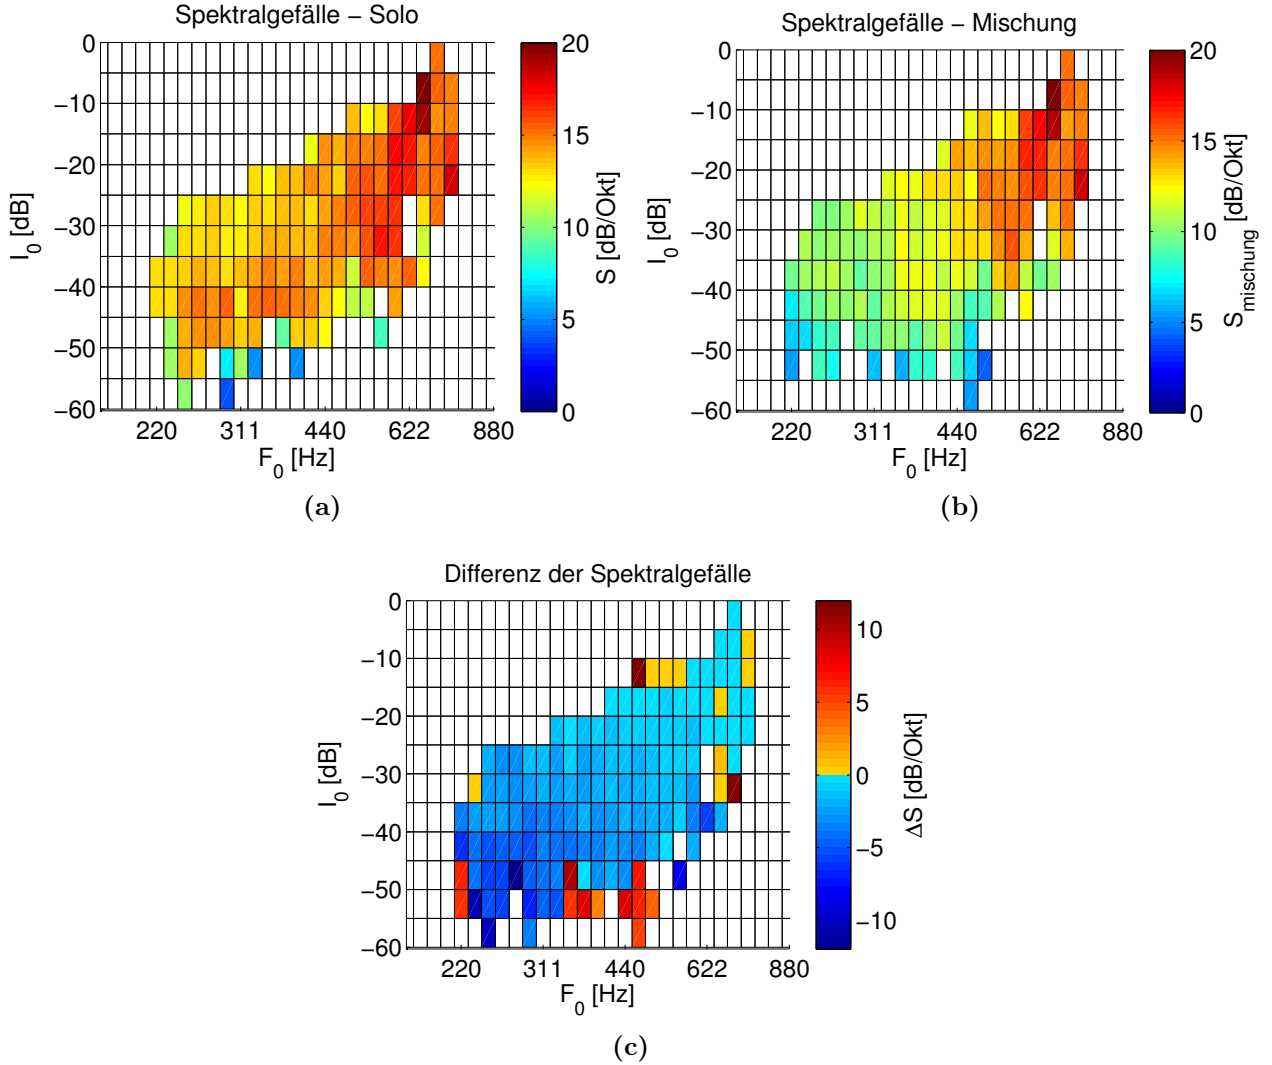 Spektralgefälle − Solo
0
−10
−20
−30
−40
−50
−60
I0 [dB]
220 311 440 622 880
F0 [Hz]
20
15
10
5
0
S [dB/Okt]
(a)
Spektralgefälle − Mischung
0
−10
−20
−30
−40
−50
−60
I0 [dB]
220 311 440 622 880
F0 [Hz]
20
15
10
5
0
Smischung [dB/Okt]
(b)
Differenz der Spektralgefälle
0
−10
−20
−30
−40
−50
−60
I0 [dB]
220 311 440 622 880
F0 [Hz]
10
5
0
−5
−10
ΔS [dB/Okt]
(c)